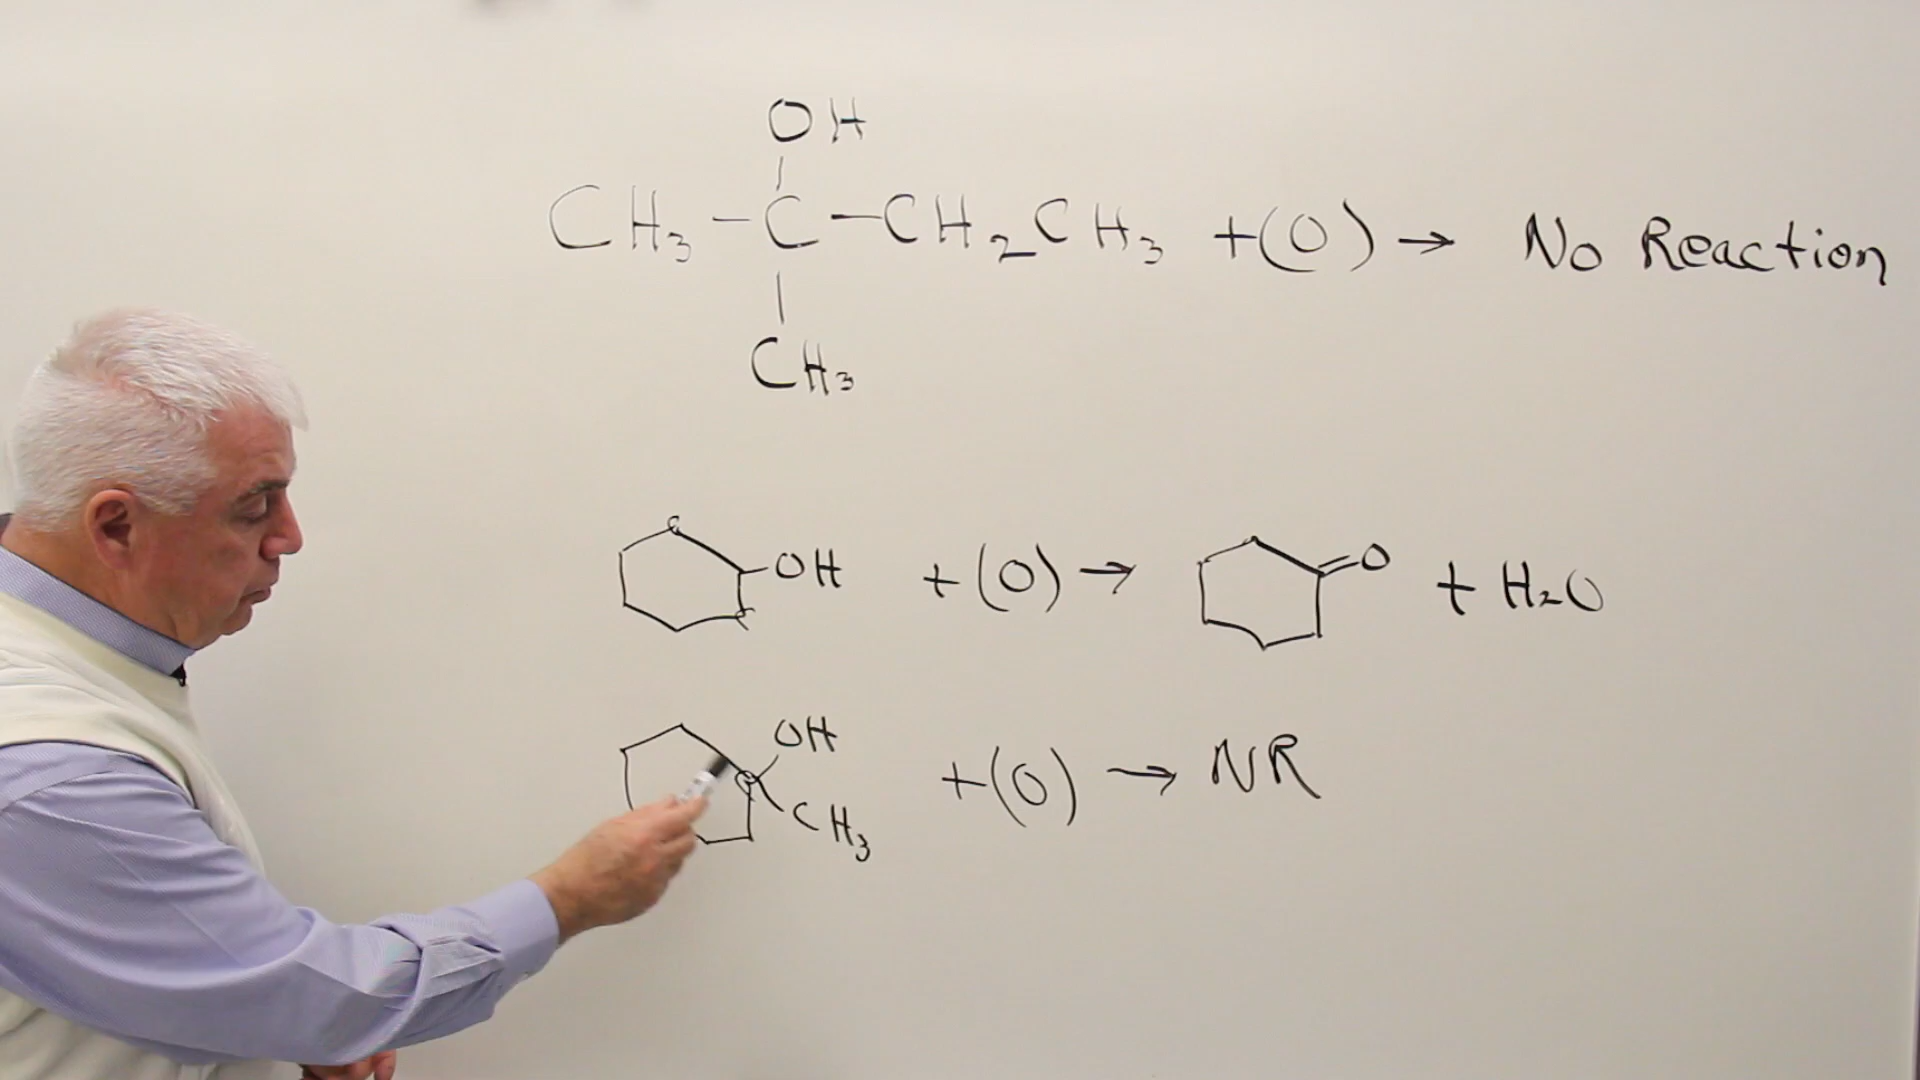 OH
CH3-C-CH2CH3 +(O)→ No Reaction
CH3
OH +(O)→ O + H2O
OH
CH3 +(O)→ NR